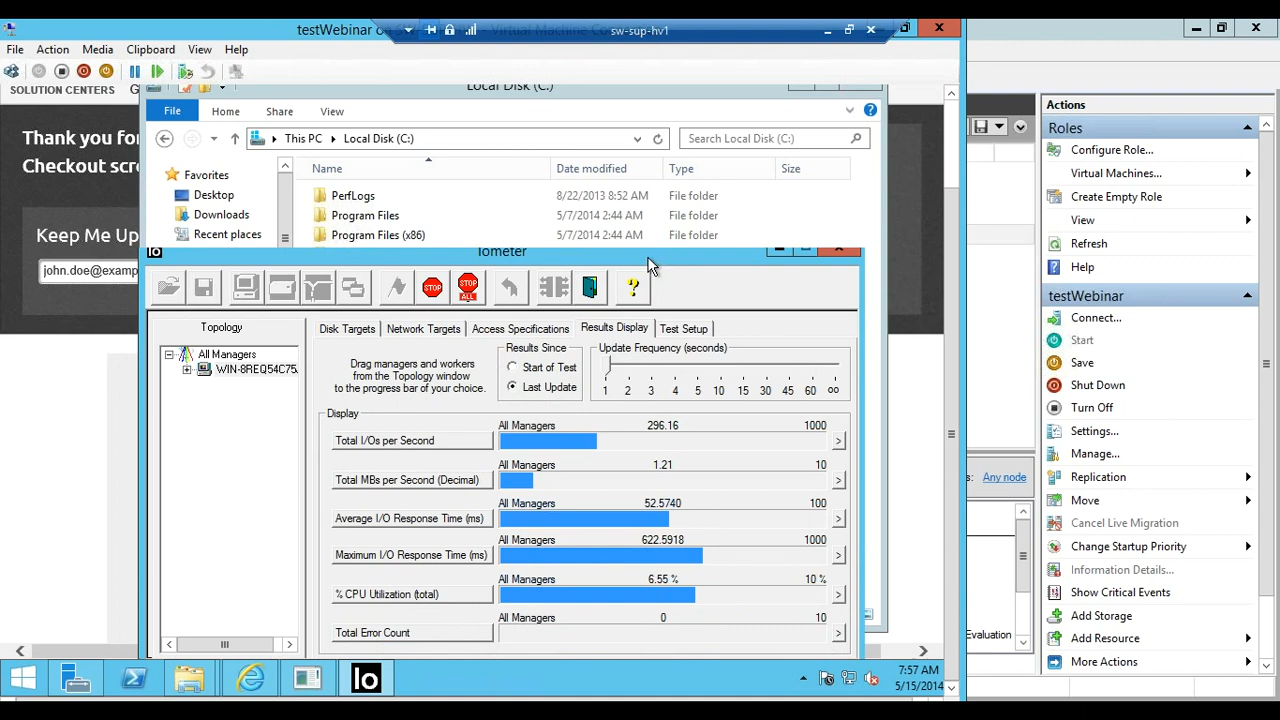 testWebinar on S
Virtual Machine Co
sw-sup-hv1
File Action Media Clipboard View Help
SOLUTION CENTERS G
Thank you for
Checkout scre
Keep Me Up
john.doe@examp
Local Disk (C:)
File Home Share View
This PC Local Disk (C:)
Search Local Disk (C:)
Favorites
Desktop
Downloads
Recent places
Name Date modified Type Size
PerfLogs 8/22/2013 8:52 AM File folder
Program Files 5/7/2014 2:44 AM File folder
Program Files (x86) 5/7/2014 2:44 AM File folder
Iometer
STOP
STOP
ALL
Topology
All Managers
WIN-8REQ54C75.
Disk Targets Network Targets Access Specifications Results Display Test Setup
Drag managers and workers
from the Topology window
to the progress bar of your choice.
Results Since
Start of Test
Last Update
Update Frequency (seconds)
1 2 3 4 5 10 15 30 45 60 oo
Display
All Managers 296.16 1000
Total I/Os per Second >
All Managers 1.21 10
Total MBs per Second (Decimal) >
All Managers 52.5740 100
Average I/O Response Time (ms) >
All Managers 622.5918 1000
Maximum I/O Response Time (ms) >
All Managers 6.55 % 10 %
% CPU Utilization (total) >
All Managers 0 10
Total Error Count >
Io
7:57 AM
5/15/2014
s: Any node
Evaluation
Actions
Roles
Configure Role...
Virtual Machines...
Create Empty Role
View
Refresh
Help
testWebinar
Connect...
Start
Save
Shut Down
Turn Off
Settings...
Manage...
Replication
Move
Cancel Live Migration
Change Startup Priority
Information Details...
Show Critical Events
Add Storage
Add Resource
More Actions